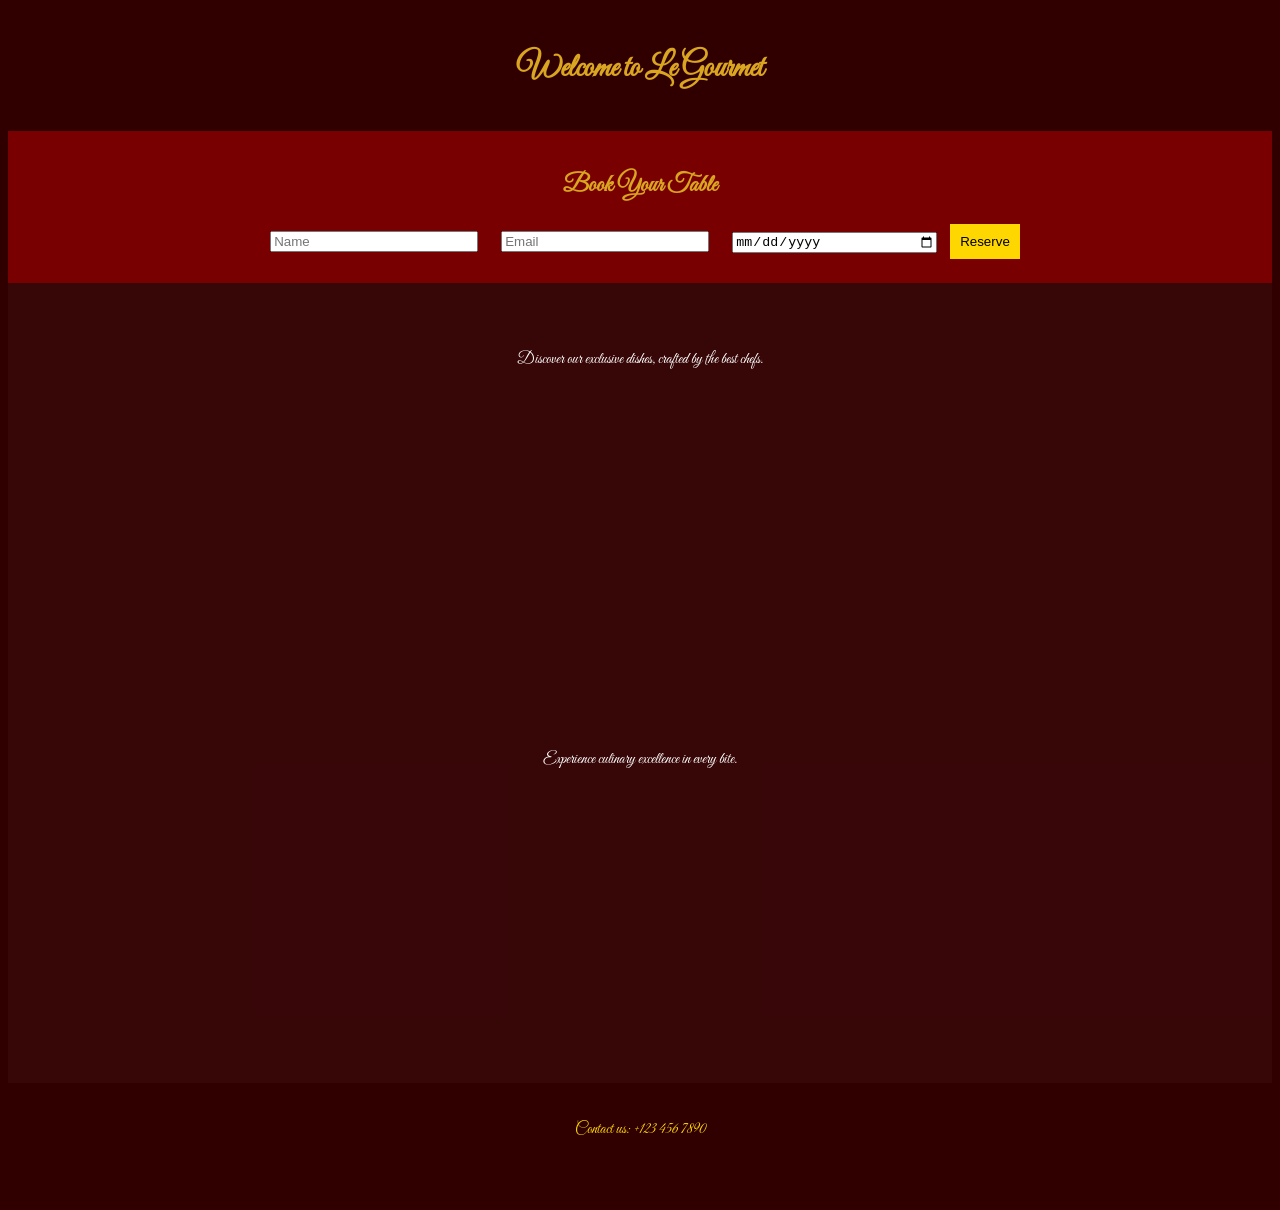 Welcome to Le Gourmet
Book Your Table
Name Email mm/dd/yyyy Reserve
Discover our exclusive dishes, crafted by the best chefs.
Experience culinary excellence in every bite.
Contact us: +123 456 7890